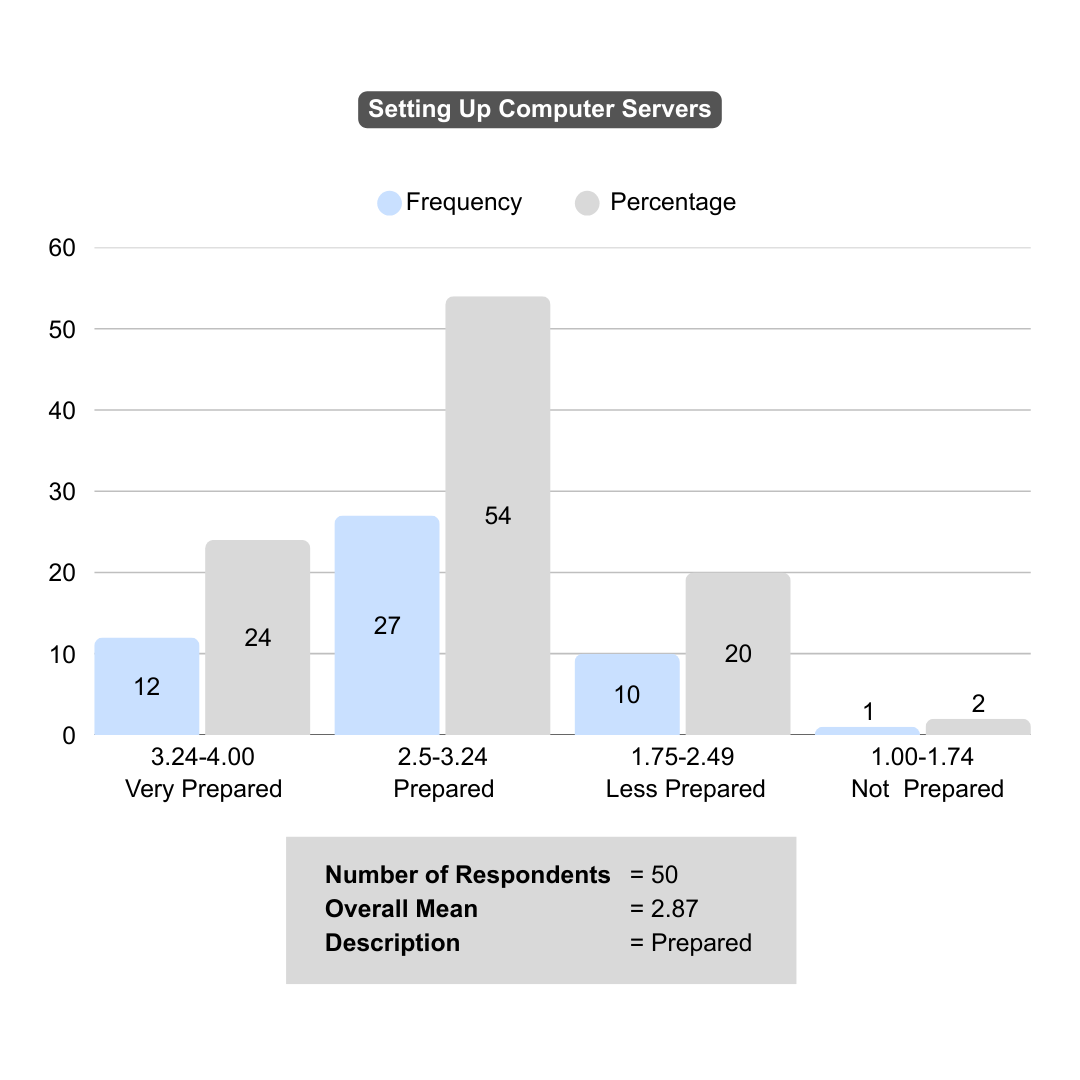 Setting Up Computer Servers
Frequency Percentage
60
50
40
30
20
10
0
12 24 27 54 10 20 1 2
3.24-4.00 2.5-3.24 1.75-2.49 1.00-1.74
Very Prepared Prepared Less Prepared Not Prepared
Number of Respondents = 50
Overall Mean = 2.87
Description = Prepared